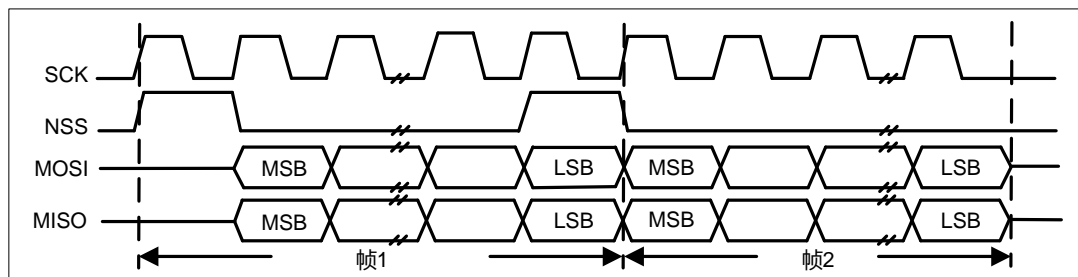 SCK
NSS
MOSI MSB LSB MSB LSB
MISO MSB LSB MSB LSB
帧1 帧2